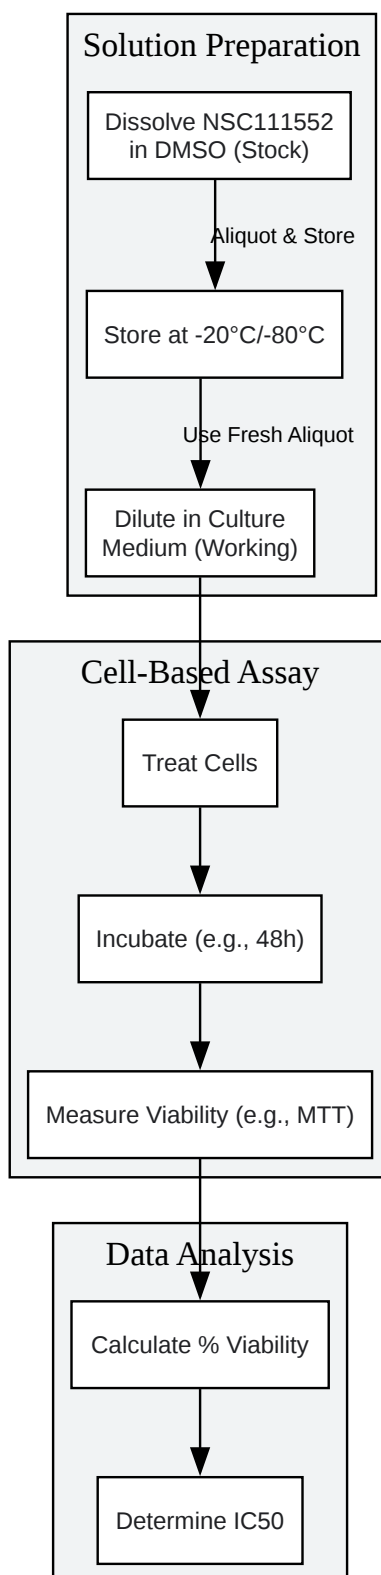 Solution Preparation
Dissolve NSC111552
in DMSO (Stock)
Aliquot & Store
Store at -20°C/-80°C
Use Fresh Aliquot
Dilute in Culture
Medium (Working)
Cell-Based Assay
Treat Cells
Incubate (e.g., 48h)
Measure Viability (e.g., MTT)
Data Analysis
Calculate % Viability
Determine IC50